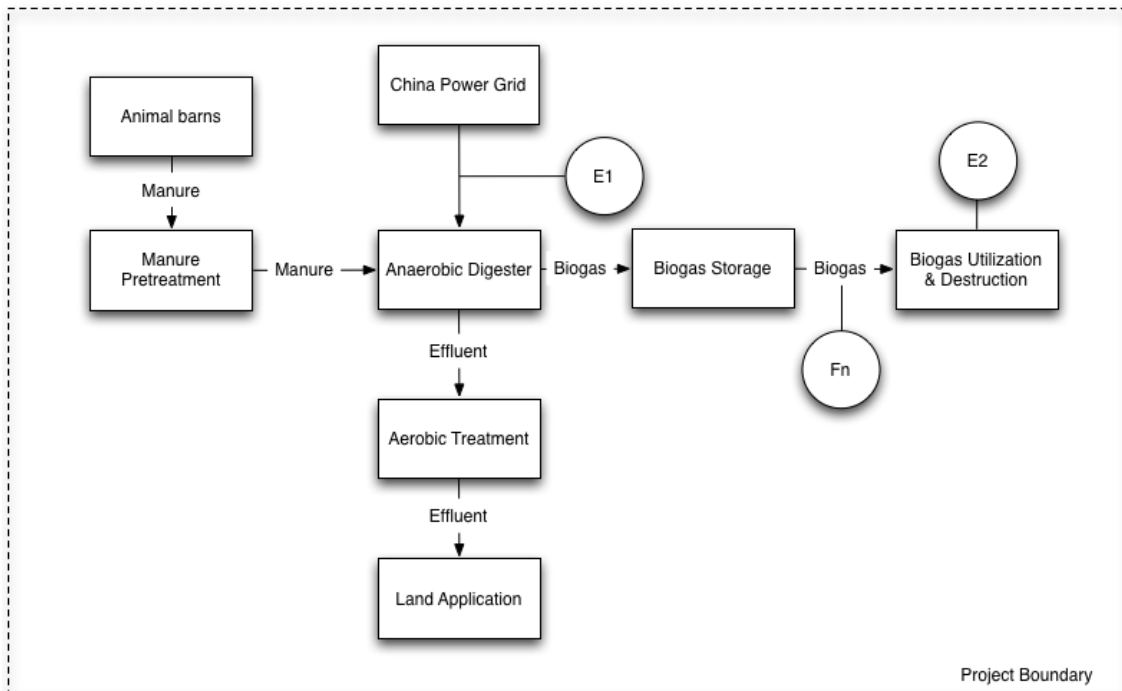 China Power Grid
Animal barns
E1
E2
Manure
Manure
Pretreatment
Manure
Anaerobic Digester
Biogas
Biogas Storage
Biogas
Biogas Utilization
& Destruction
Effluent
Fn
Aerobic Treatment
Effluent
Land Application
Project Boundary